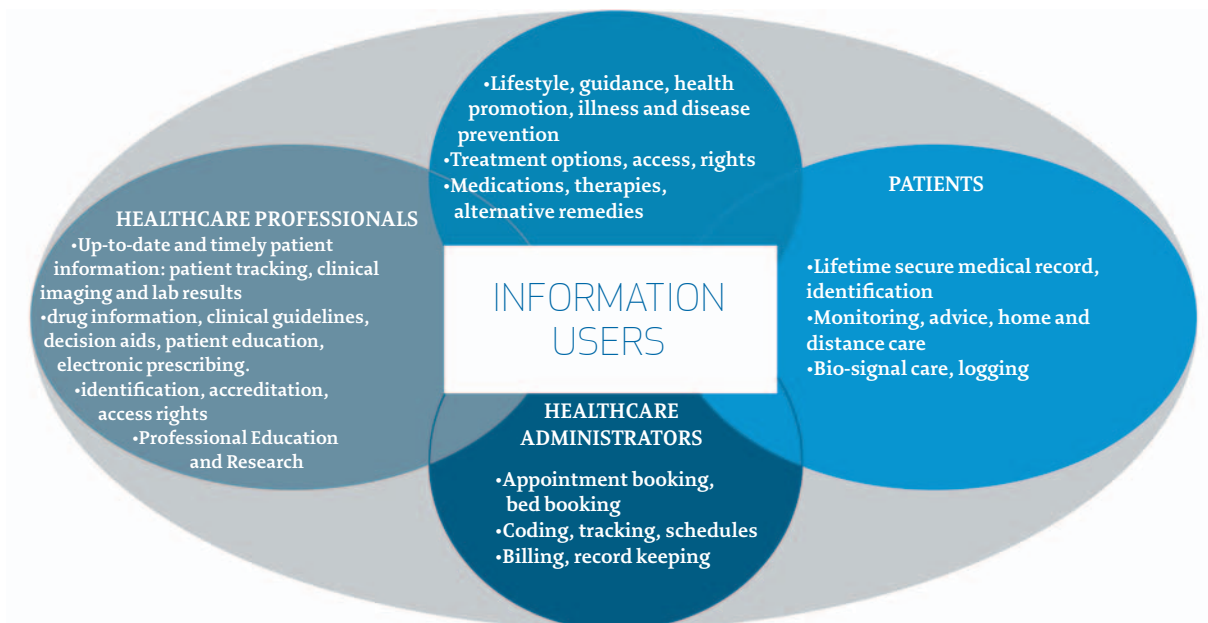 •Lifestyle, guidance, health
promotion, illness and disease
prevention
•Treatment options, access, rights
•Medications, therapies,
alternative remedies
HEALTHCARE PROFESSIONALS
•Up-to-date and timely patient
information: patient tracking, clinical
imaging and lab results
•drug information, clinical guidelines,
decision aids, patient education,
electronic prescribing.
•identification, accreditation,
access rights
•Professional Education
and Research
INFORMATION
USERS
PATIENTS
•Lifetime secure medical record,
identification
•Monitoring, advice, home and
distance care
•Bio-signal care, logging
HEALTHCARE
ADMINISTRATORS
•Appointment booking,
bed booking
•Coding, tracking, schedules
•Billing, record keeping